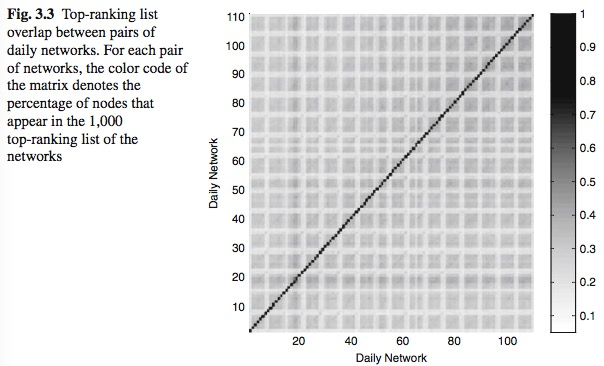 Fig. 3.3 Top-ranking list
overlap between pairs of
daily networks. For each pair
of networks, the color code of
the matrix denotes the
percentage of nodes that
appear in the 1,000
top-ranking list of the
networks
110
100
90
80
70
60
50
40
30
20
10
Daily Network
20 40 60 80 100
Daily Network
1
0.9
0.8
0.7
0.6
0.5
0.4
0.3
0.2
0.1